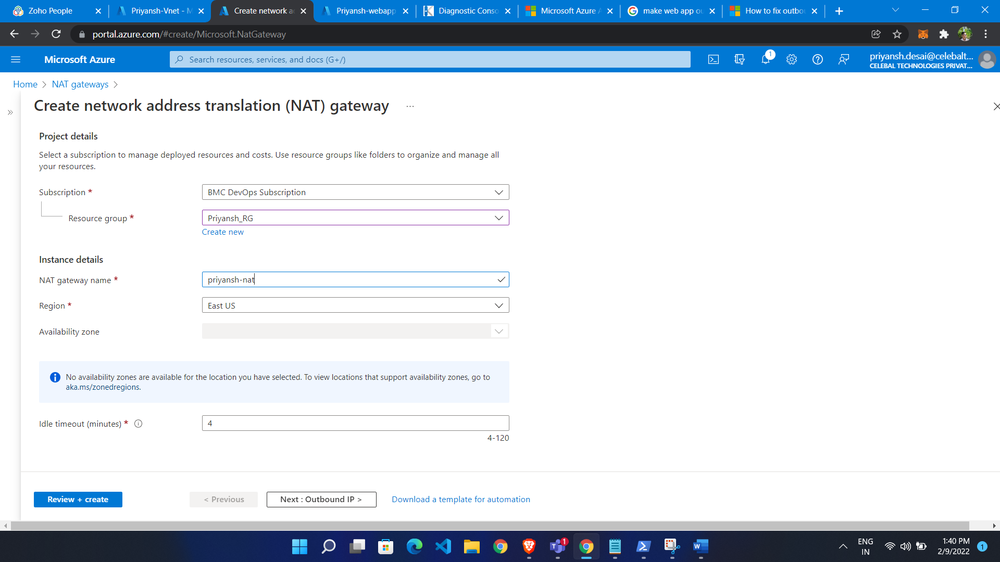 Zoho People
Priyansh-Vnet - M
Create network a
Priyansh-webapp
Diagnostic Conso
Microsoft Azure A
make web app ou
How to fix outbou
portal.azure.com/#create/Microsoft.NatGateway
Microsoft Azure
Search resources, services, and docs (G+/)
1
priyansh.desai@celebalt...
CELEBAL TECHNOLOGIES PRIVAT...
Home > NAT gateways >
Create network address translation (NAT) gateway ...
Project details
Select a subscription to manage deployed resources and costs. Use resource groups like folders to organize and manage all
your resources.
Subscription *
BMC DevOps Subscription
Resource group *
Priyansh_RG
Create new
Instance details
NAT gateway name *
priyansh-nat
Region *
East US
Availability zone
No availability zones are available for the location you have selected. To view locations that support availability zones, go to
aka.ms/zonedregions.
Idle timeout (minutes) *
4
4-120
Review + create
< Previous
Next : Outbound IP >
Download a template for automation
1
ENG
IN
1:40 PM
2/9/2022
1